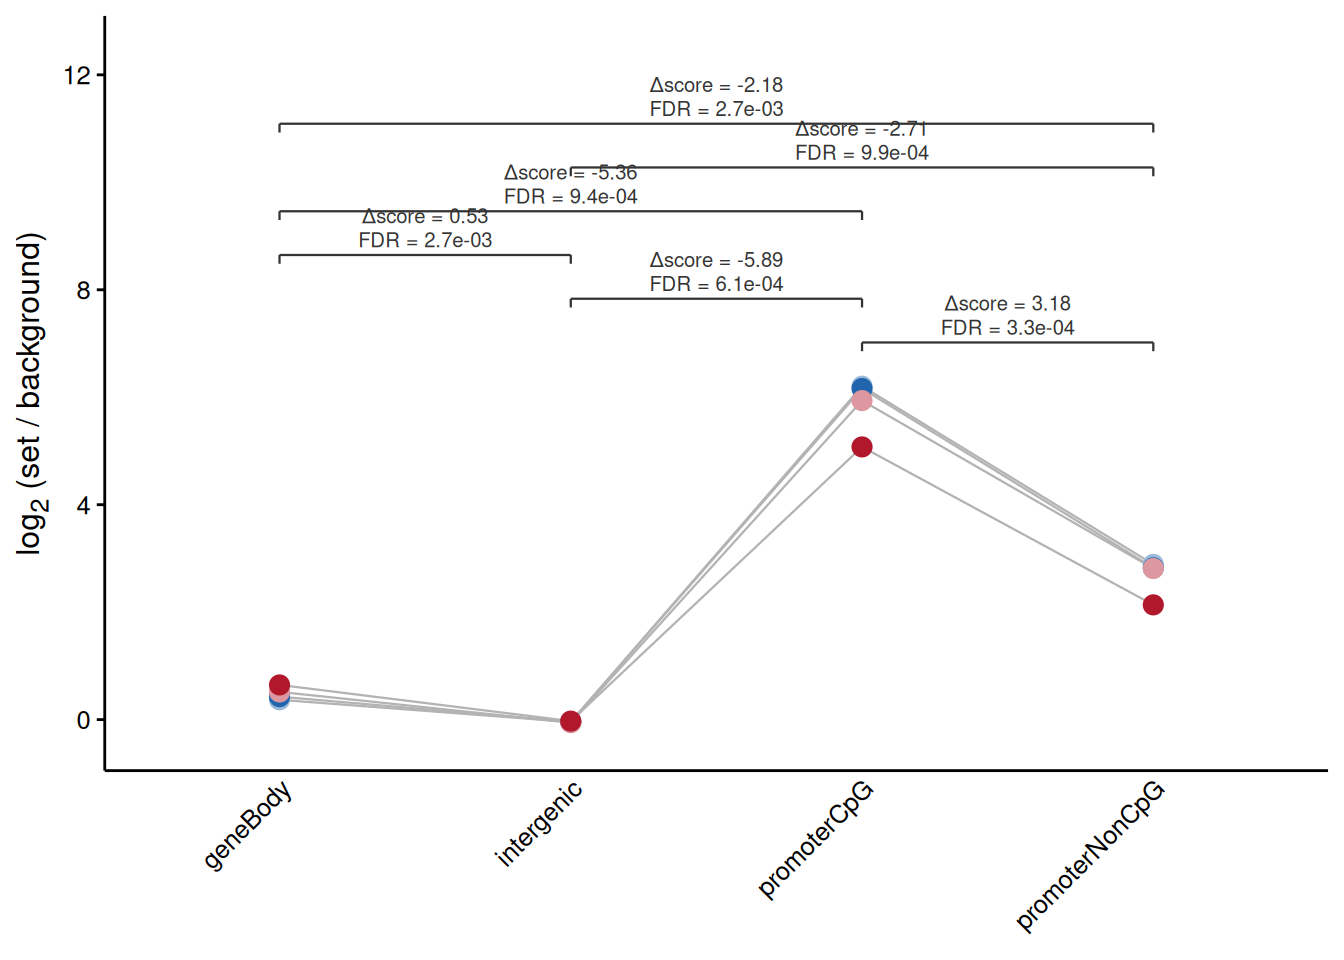 12
8
4
0
log2 (set / background)
Δscore = -2.18
FDR = 2.7e-03
Δscore = -2.71
FDR = 9.9e-04
Δscore = -5.36
FDR = 9.4e-04
Δscore = 0.53
FDR = 2.7e-03
Δscore = -5.89
FDR = 6.1e-04
Δscore = 3.18
FDR = 3.3e-04
geneBody
intergenic
promoterCpG
promoterNonCpG